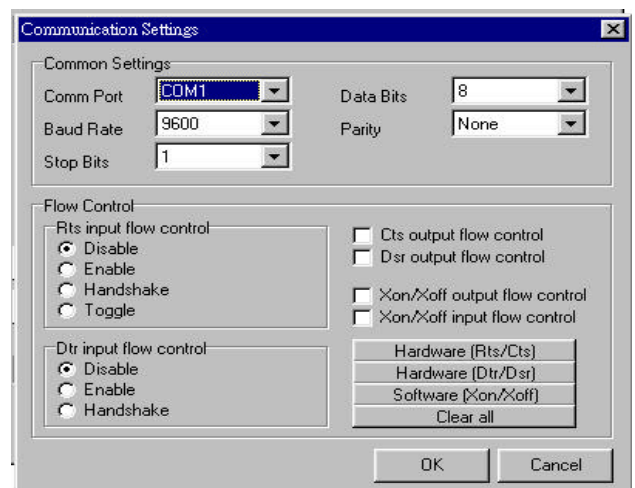 Communication Settings
Common Settings
Comm Port
COM1
Data Bits
8
Baud Rate
9600
Parity
None
Stop Bits
1
Flow Control
Rts input flow control
Disable
Enable
Handshake
Toggle
Cts output flow control
Dsr output flow control
Xon/Xoff output flow control
Xon/Xoff input flow control
Dtr input flow control
Disable
Enable
Handshake
Hardware (Rts/Cts)
Hardware (Dtr/Dsr)
Software (Xon/Xoff)
Clear all
OK
Cancel